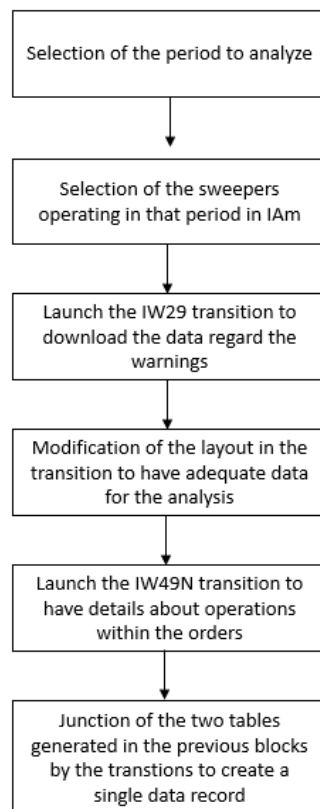 Selection of the period to analyze
Selection of the sweepers
operating in that period in IAm
Launch the IW29 transition to
download the data regard the
warnings
Modification of the layout in the
transition to have adequate data
for the analysis
Launch the IW49N transition to
have details about operations
within the orders
Junction of the two tables
generated in the previous blocks
by the transtions to create a
single data record